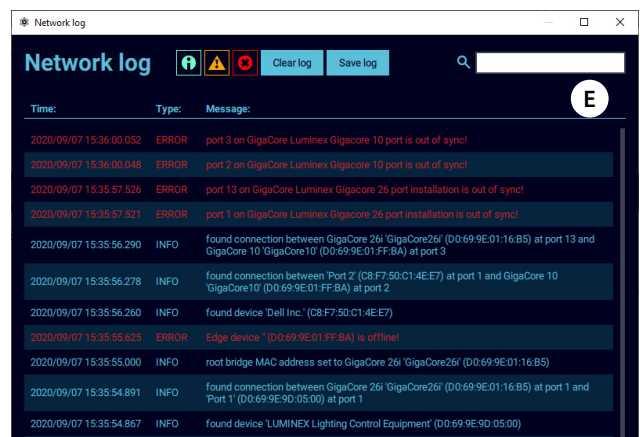 Network log
Network log
Clear log
Save log
E
Time: Type: Message:
2020/09/07 15:36:00.052 ERROR port 3 on GigaCore Luminex Gigacore 10 port is out of sync!
2020/09/07 15:36:00.048 ERROR port 2 on GigaCore Luminex Gigacore 10 port is out of sync!
2020/09/07 15:35:57.526 ERROR port 13 on GigaCore Luminex Gigacore 26 port installation is out of sync!
2020/09/07 15:35:57.521 ERROR port 1 on GigaCore Luminex Gigacore 26 port installation is out of sync!
2020/09/07 15:35:56.290 INFO found connection between GigaCore 26i 'GigaCore26i' (D0:69:9E:01:16:B5) at port 13 and
GigaCore 10 'GigaCore10' (D0:69:9E:01:FF:BA) at port 3
2020/09/07 15:35:56.278 INFO found connection between 'Port 2' (C8:F7:50:C1:4E:E7) at port 1 and GigaCore 10
'GigaCore10' (D0:69:9E:01:FF:BA) at port 2
2020/09/07 15:35:56.260 INFO found device 'Dell Inc.' (C8:F7:50:C1:4E:E7)
2020/09/07 15:35:55.625 ERROR Edge device '' (D0:69:9E:01:FF:BA) is offline!
2020/09/07 15:35:55.000 INFO root bridge MAC address set to GigaCore 26i 'GigaCore26i' (D0:69:9E:01:16:B5)
2020/09/07 15:35:54.891 INFO found connection between GigaCore 26i 'GigaCore26i' (D0:69:9E:01:16:B5) at port 1 and
'Port 1' (D0:69:9E:9D:05:00) at port 1
2020/09/07 15:35:54.867 INFO found device 'LUMINEX Lighting Control Equipment' (D0:69:9E:9D:05:00)